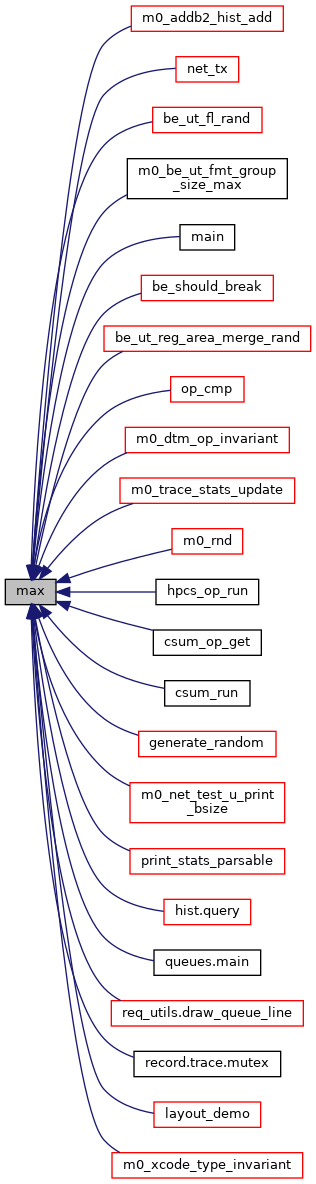 m0_addb2_hist_add
net_tx
be_ut_fl_rand
m0_be_ut_fmt_group
_size_max
main
be_should_break
be_ut_reg_area_merge_rand
op_cmp
m0_dtm_op_invariant
m0_trace_stats_update
m0_rnd
max
hpcs_op_run
csum_op_get
csum_run
generate_random
m0_net_test_u_print
_bsize
print_stats_parsable
hist.query
queues.main
req_utils.draw_queue_line
record.trace.mutex
layout_demo
m0_xcode_type_invariant